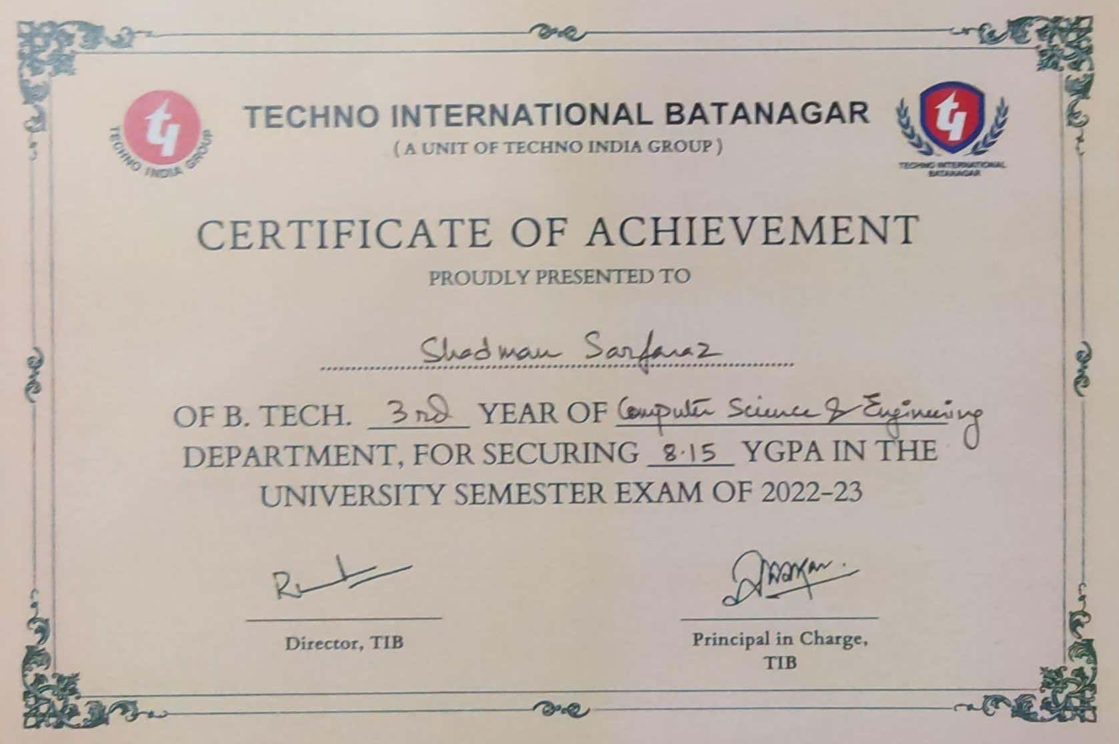 TECHNO INTERNATIONAL BATANAGAR
( A UNIT OF TECHNO INDIA GROUP )
TECHNO INDIA GROUP
TECHNO INTERNATIONAL
BATANAGAR
CERTIFICATE OF ACHIEVEMENT
PROUDLY PRESENTED TO
Shadman Sarfaraz
OF B. TECH. 3rd YEAR OF Computer Science & Engineering
DEPARTMENT, FOR SECURING 8.15 YGPA IN THE
UNIVERSITY SEMESTER EXAM OF 2022-23
Director, TIB
Principal in Charge,
TIB